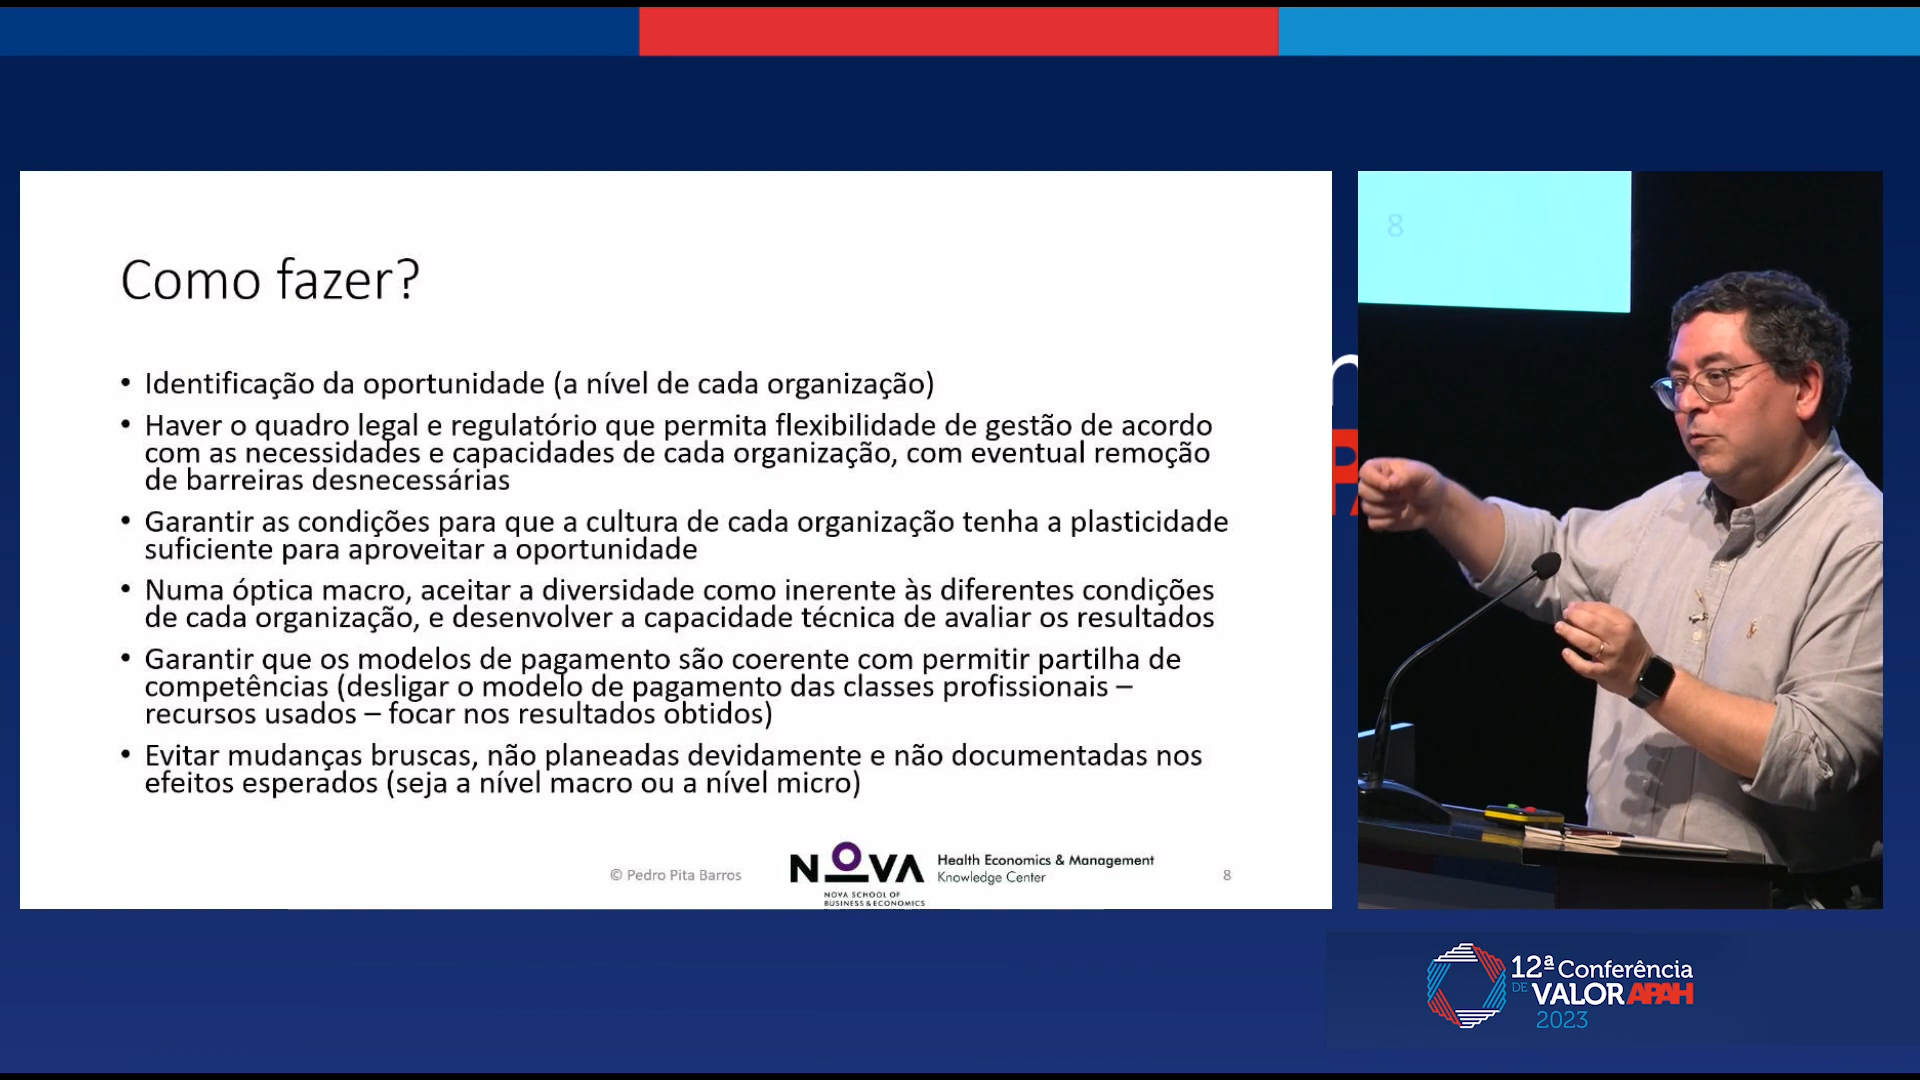 Como fazer?
• Identificação da oportunidade (a nível de cada organização)
• Haver o quadro legal e regulatório que permita flexibilidade de gestão de acordo
com as necessidades e capacidades de cada organização, com eventual remoção
de barreiras desnecessárias
• Garantir as condições para que a cultura de cada organização tenha a plasticidade
suficiente para aproveitar a oportunidade
• Numa óptica macro, aceitar a diversidade como inerente às diferentes condições
de cada organização, e desenvolver a capacidade técnica de avaliar os resultados
• Garantir que os modelos de pagamento são coerente com permitir partilha de
competências (desligar o modelo de pagamento das classes profissionais –
recursos usados – focar nos resultados obtidos)
• Evitar mudanças bruscas, não planeadas devidamente e não documentadas nos
efeitos esperados (seja a nível macro ou a nível micro)
© Pedro Pita Barros
NOVA
NOVA SCHOOL OF
BUSINESS & ECONOMICS
Health Economics & Management
Knowledge Center
8
8
12ª Conferência
DE VALOR APAH
2023